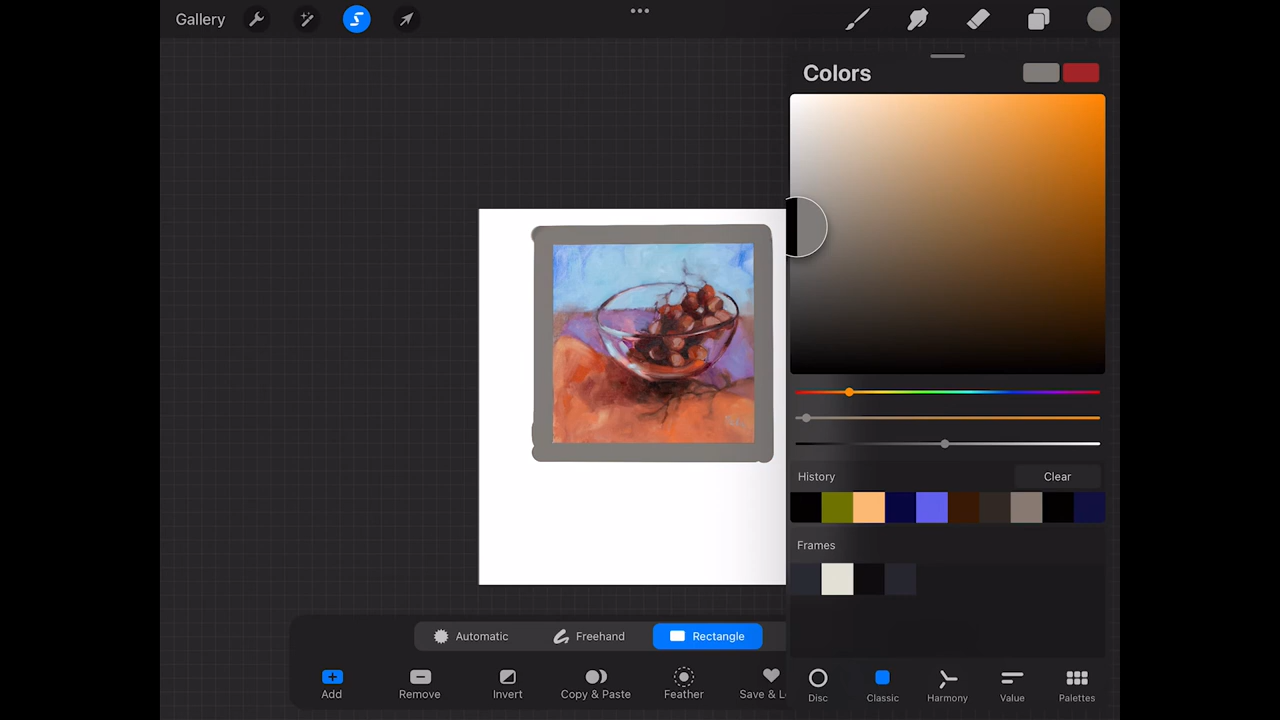 Gallery
Colors
History
Clear
Frames
Automatic
Freehand
Rectangle
Add
Remove
Invert
Copy & Paste
Feather
Save & L
Disc
Classic
Harmony
Value
Palettes